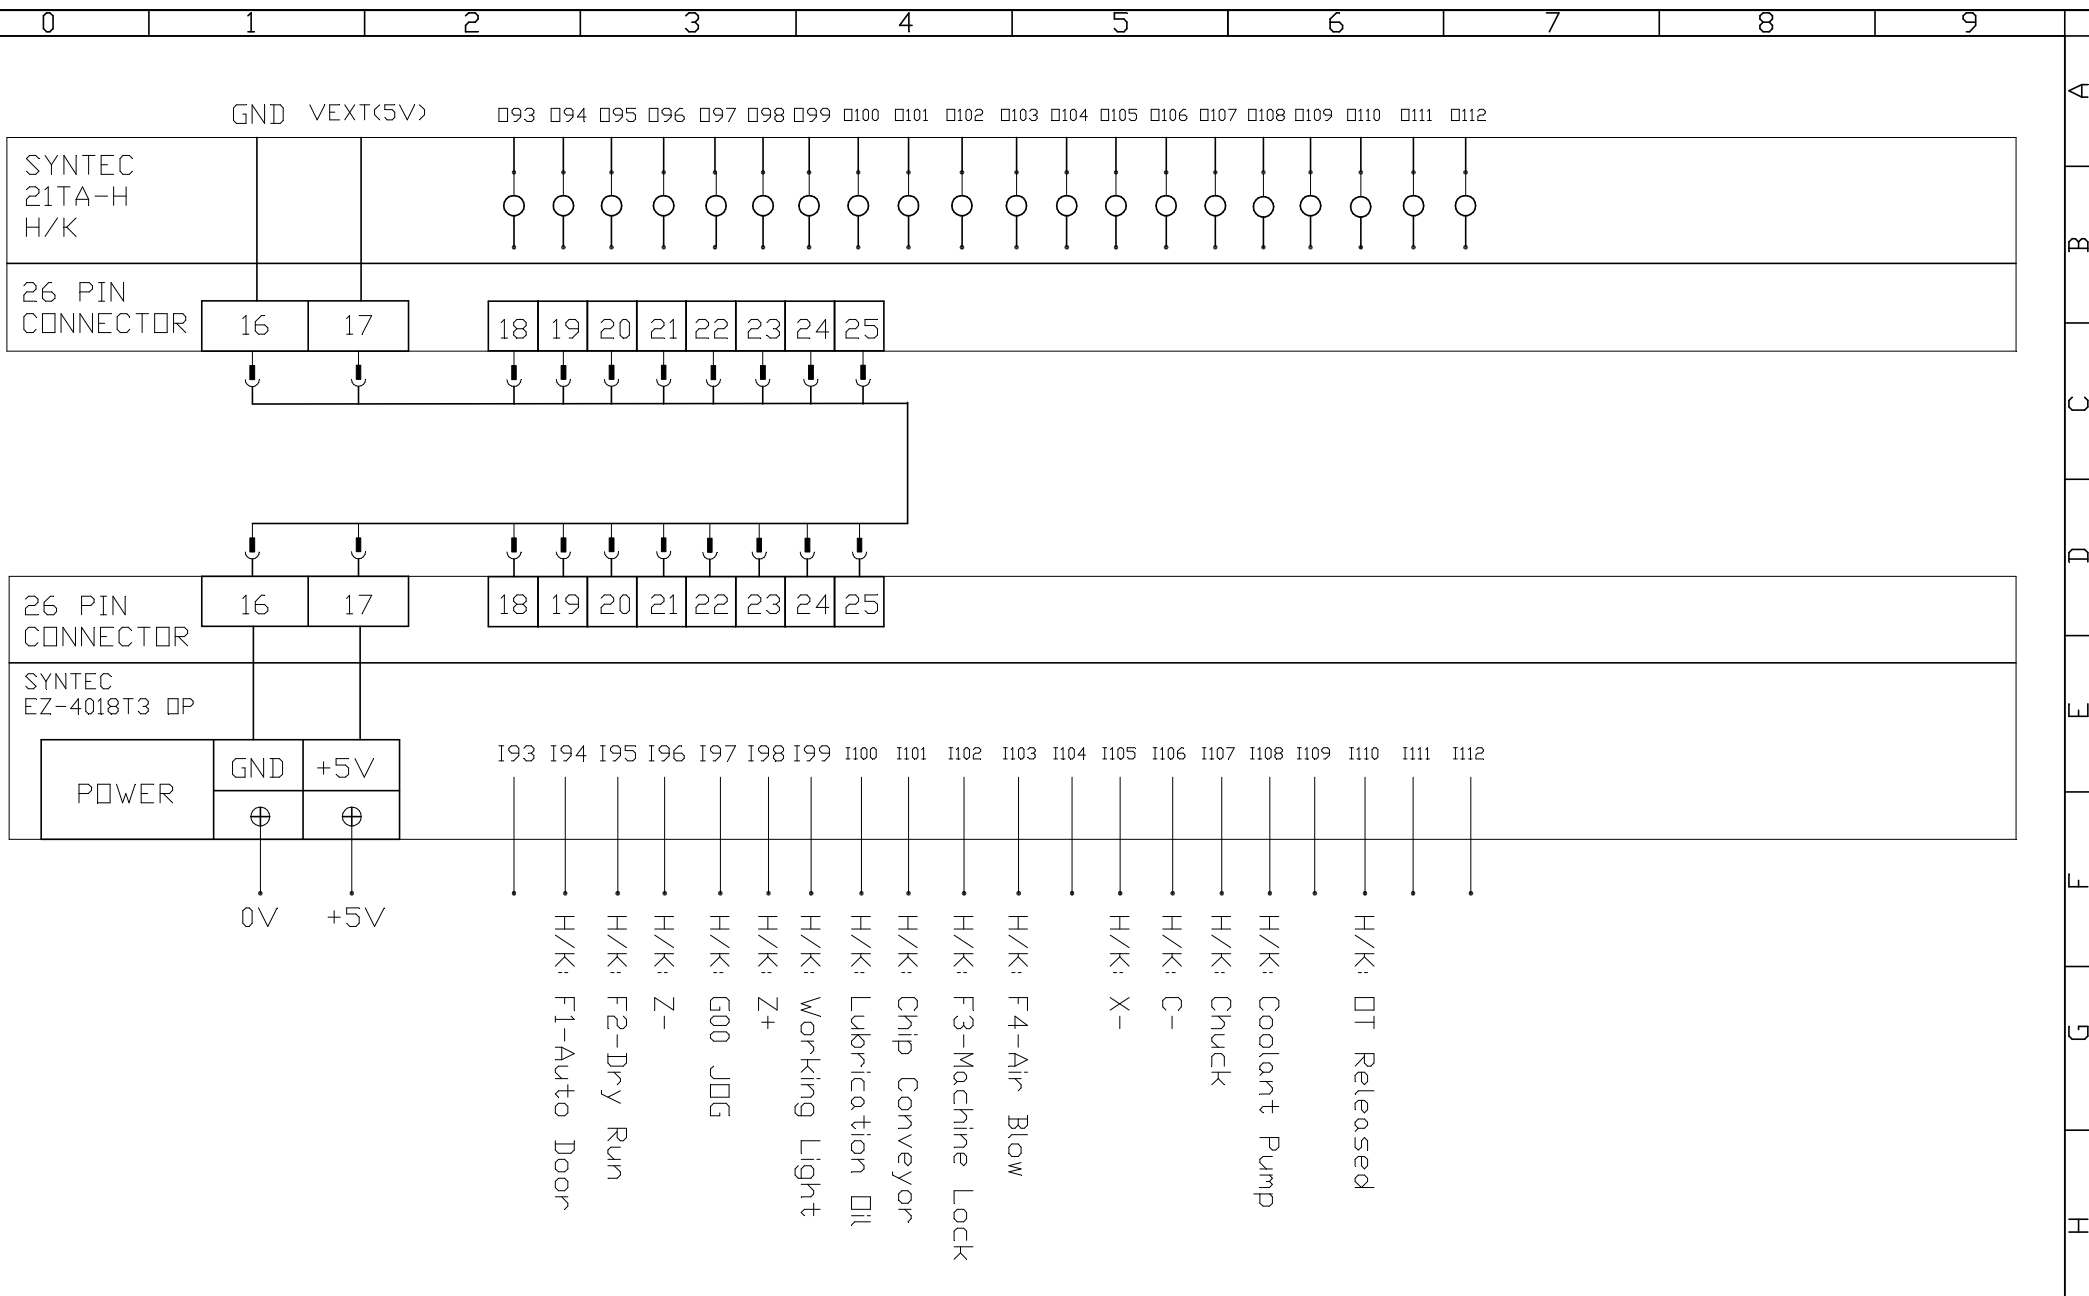 0 1 2 3 4 5 6 7 8 9
A
B
C
D
E
F
G
H
GND VEXT(5V) O93 O94 O95 O96 O97 O98 O99 O100 O101 O102 O103 O104 O105 O106 O107 O108 O109 O110 O111 O112
SYNTEC
21TA-H
H/K
26 PIN
CONNECTOR
16 17 18 19 20 21 22 23 24 25
26 PIN
CONNECTOR
16 17 18 19 20 21 22 23 24 25
SYNTEC
EZ-4018T3 OP
POWER
GND +5V
I93 I94 I95 I96 I97 I98 I99 I100 I101 I102 I103 I104 I105 I106 I107 I108 I109 I110 I111 I112
0V +5V
H/K: F1-Auto Door
H/K: F2-Dry Run
H/K: Z-
H/K: G00 JOG
H/K: Z+
H/K: Working Light
H/K: Lubrication Oil
H/K: Chip Conveyor
H/K: F3-Machine Lock
H/K: F4-Air Blow
H/K: X-
H/K: C-
H/K: Chuck
H/K: Coolant Pump
H/K: OT Released